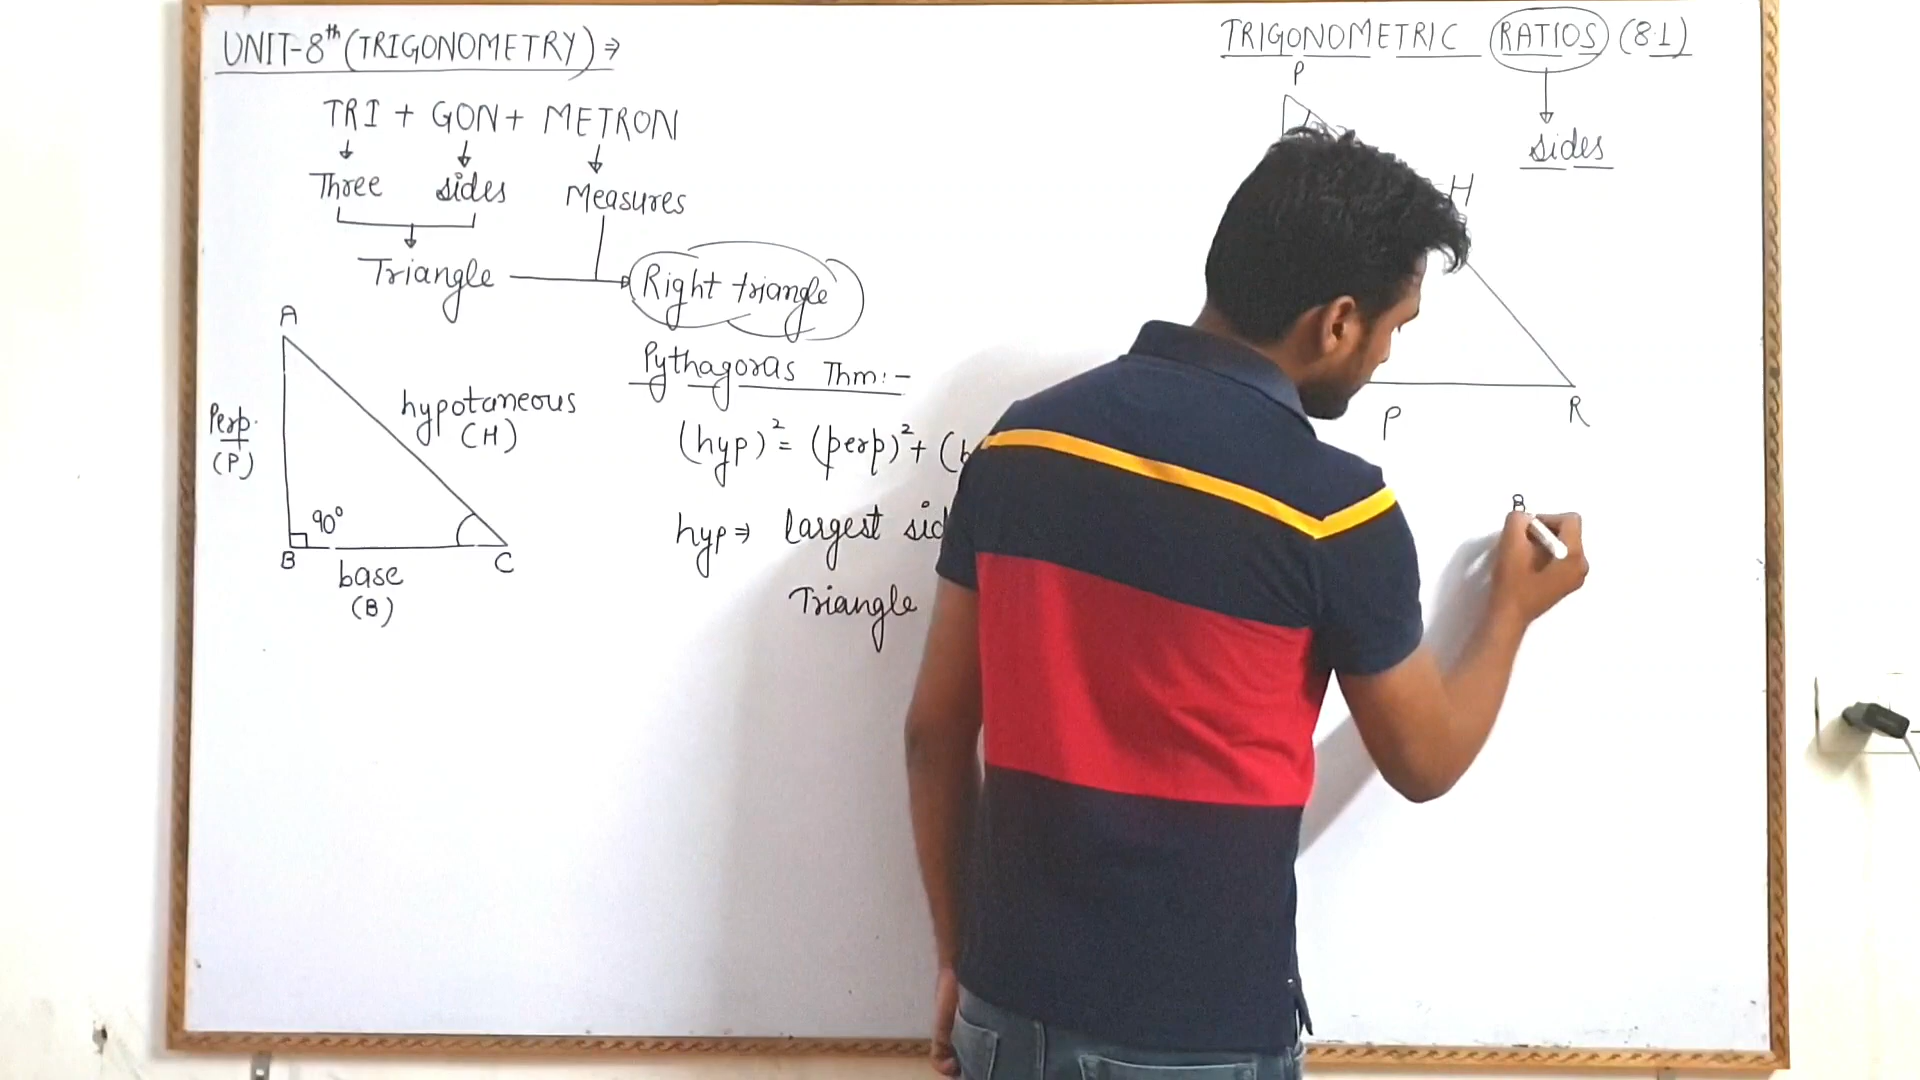 UNIT-8th (TRIGONOMETRY) ⇒
TRI + GON + METRON
Three sides Measures
Triangle Right triangle
A
Perp.
(P)
hypotaneous
(H)
90°
B
C
base
(B)
Pythagoras Thm:-
(hyp)² = (perp)² + (b
hyp ⇒ largest sid
Triangle
TRIGONOMETRIC RATIOS (8.1)
P
sides
H
P
R
B